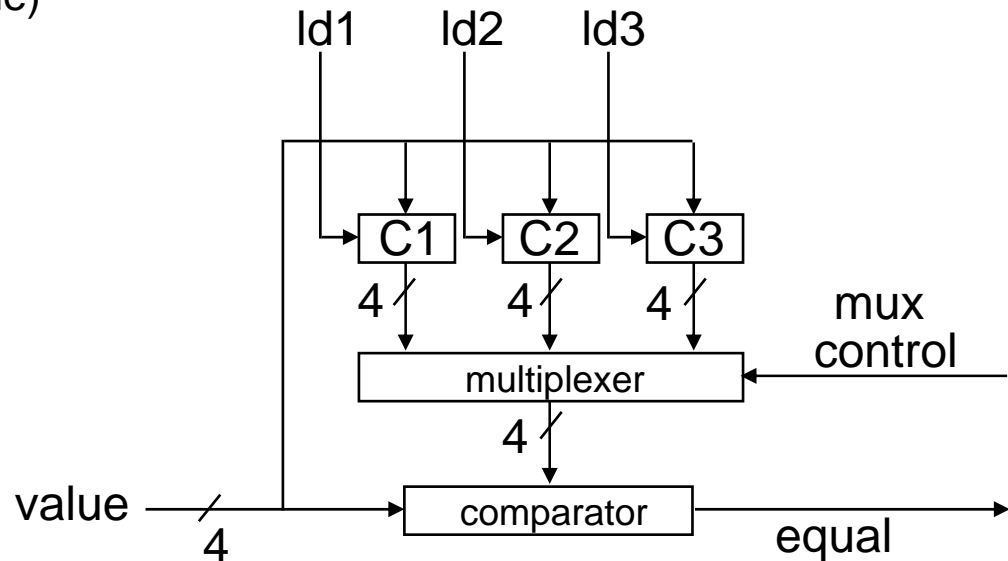 ld1 ld2 ld3
C1 C2 C3
4 4 4
mux
control
multiplexer
4
value
4
comparator
equal